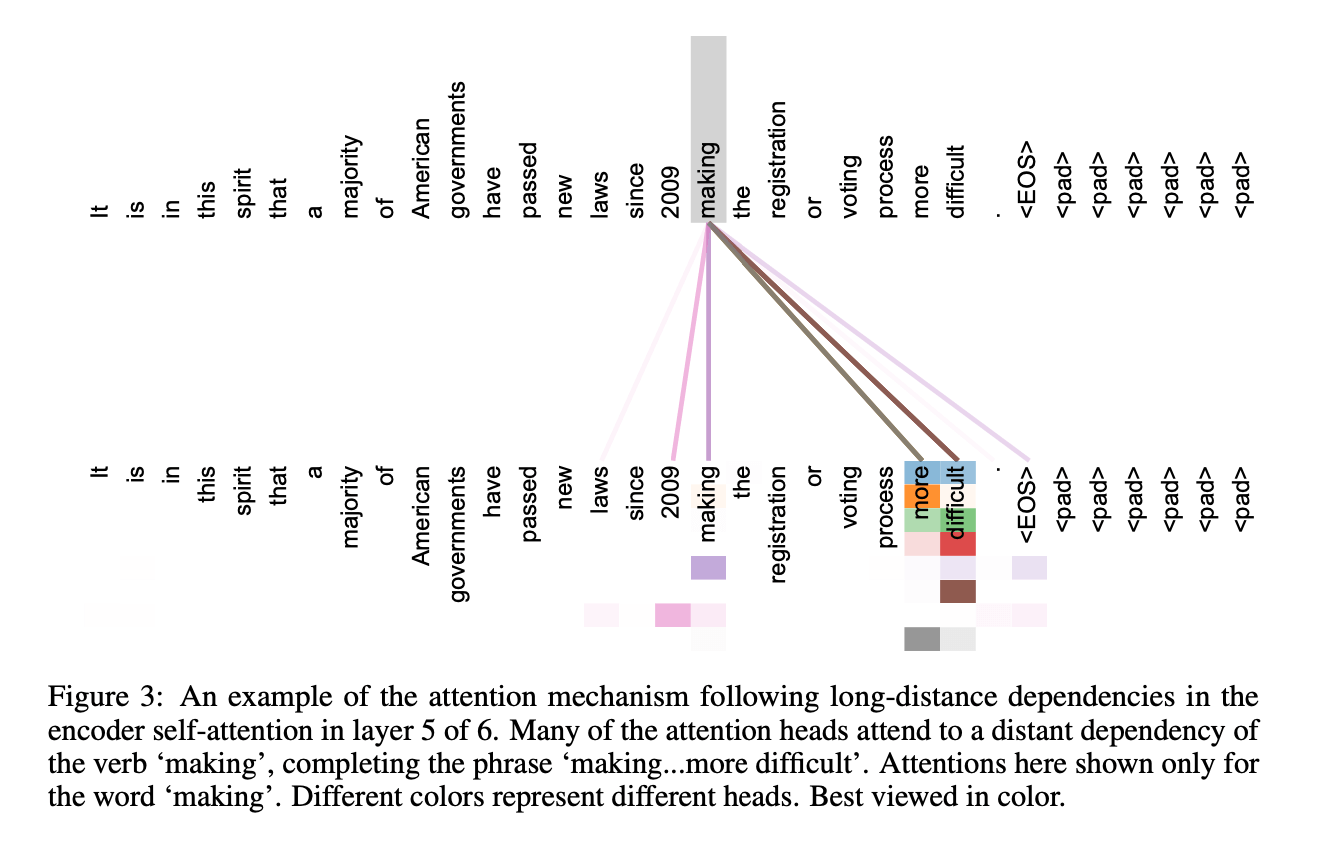 It is in this spirit that a majority of American governments have passed new laws since 2009 making the registration or voting process more difficult . <EOS> <pad> <pad> <pad> <pad> <pad> <pad>
It is in this spirit that a majority of American governments have passed new laws since 2009 making the registration or voting process more difficult . <EOS> <pad> <pad> <pad> <pad> <pad> <pad>
Figure 3: An example of the attention mechanism following long-distance dependencies in the
encoder self-attention in layer 5 of 6. Many of the attention heads attend to a distant dependency of
the verb ‘making’, completing the phrase ‘making...more difficult’. Attentions here shown only for
the word ‘making’. Different colors represent different heads. Best viewed in color.